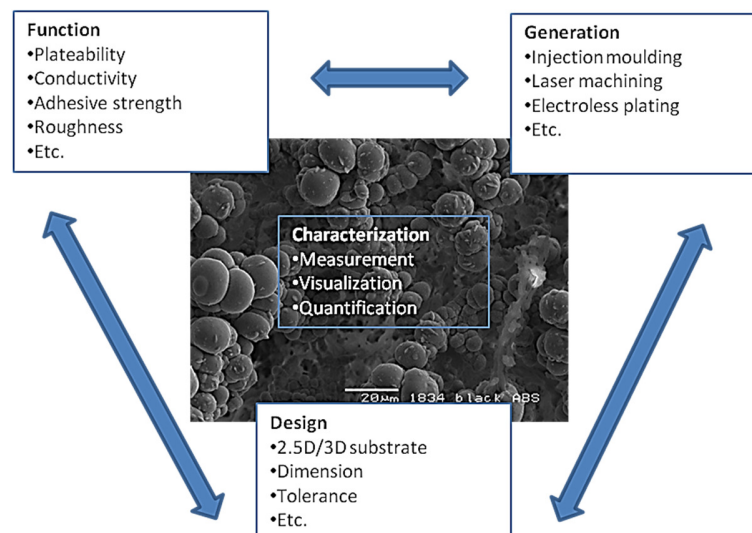 Function
•Plateability
•Conductivity
•Adhesive strength
•Roughness
•Etc.
Generation
•Injection moulding
•Laser machining
•Electroless plating
•Etc.
Characterization
•Measurement
•Visualization
•Quantification
20µm 1834 black ABS
Design
•2.5D/3D substrate
•Dimension
•Tolerance
•Etc.